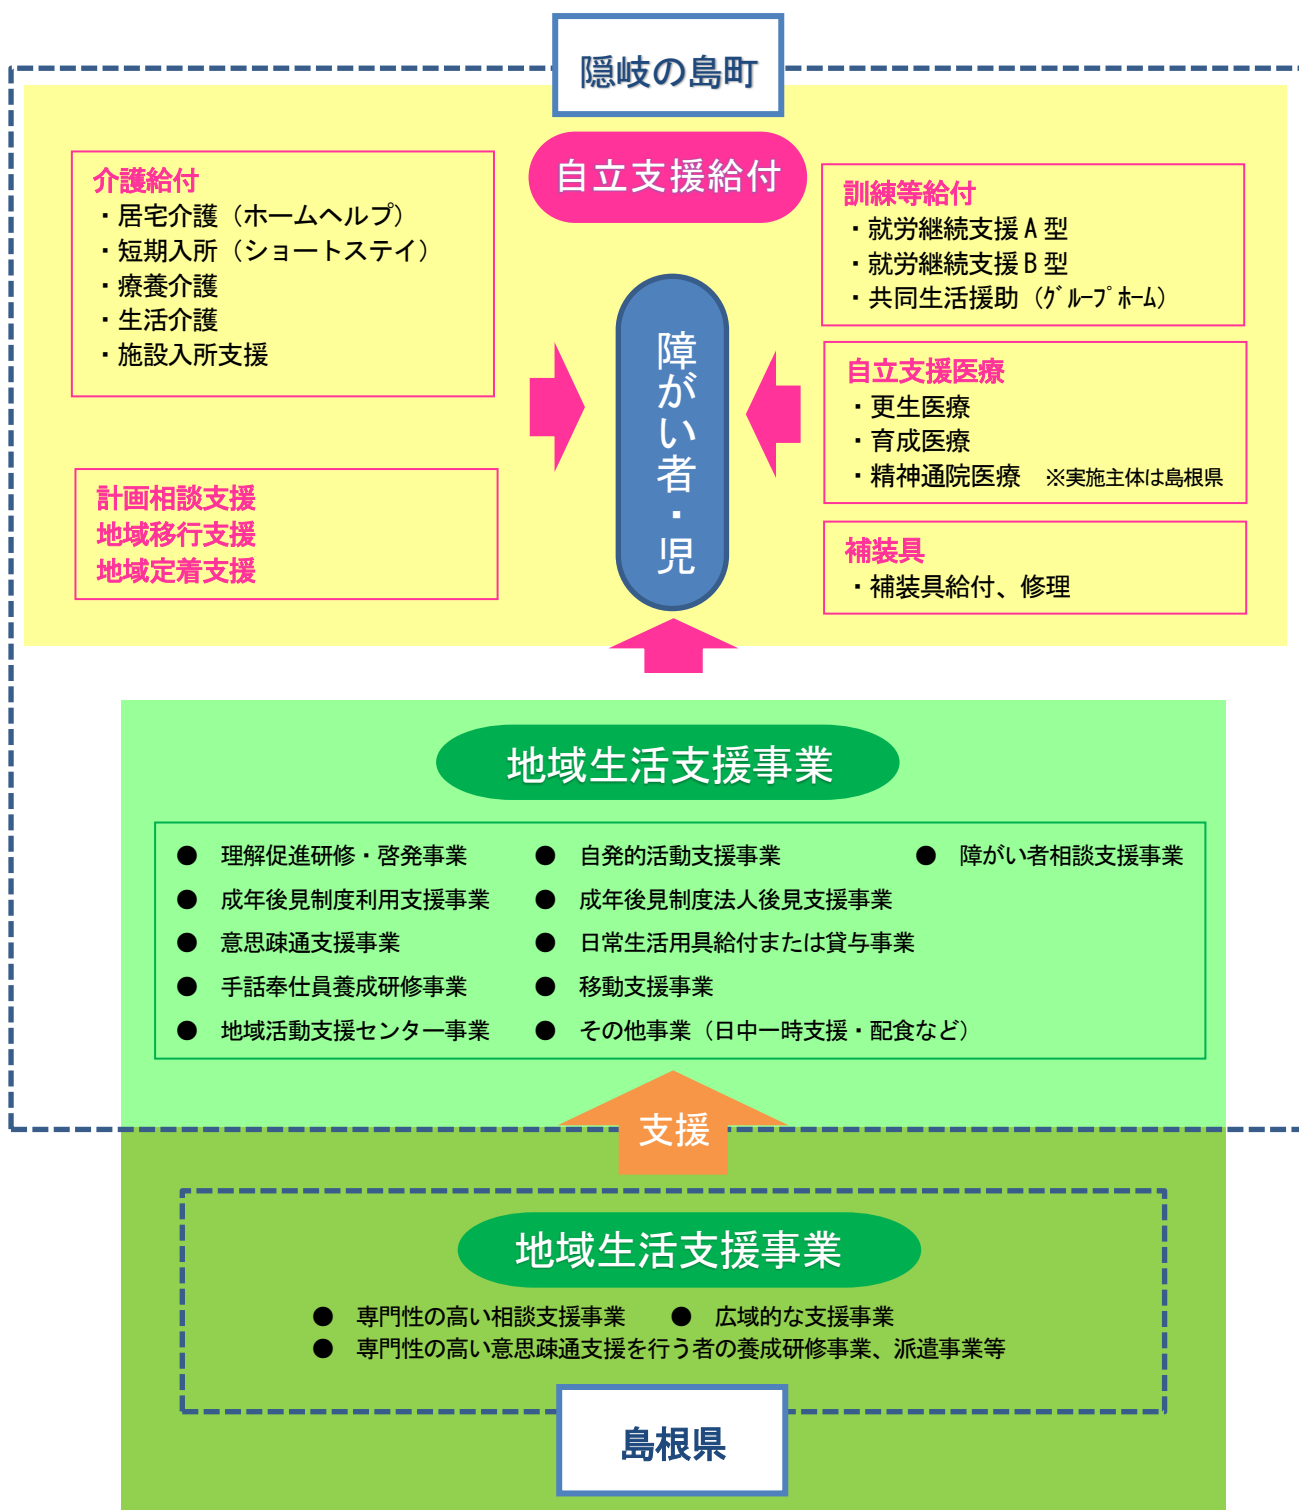 隠岐の島町
自立支援給付
介護給付
・居宅介護（ホームヘルプ）
・短期入所（ショートステイ）
・療養介護
・生活介護
・施設入所支援
計画相談支援
地域移行支援
地域定着支援
障がい者・児
訓練等給付
・就労継続支援A型
・就労継続支援B型
・共同生活援助（ｸﾞﾙｰﾌﾟﾎｰﾑ）
自立支援医療
・更生医療
・育成医療
・精神通院医療　※実施主体は島根県
補装具
・補装具給付、修理
地域生活支援事業
●　理解促進研修・啓発事業　●　自発的活動支援事業　●　障がい者相談支援事業
●　成年後見制度利用支援事業　●　成年後見制度法人後見支援事業
●　意思疎通支援事業　●　日常生活用具給付または貸与事業
●　手話奉仕員養成研修事業　●　移動支援事業
●　地域活動支援センター事業　●　その他事業（日中一時支援・配食など）
支援
地域生活支援事業
●　専門性の高い相談支援事業　●　広域的な支援事業
●　専門性の高い意思疎通支援を行う者の養成研修事業、派遣事業等
島根県